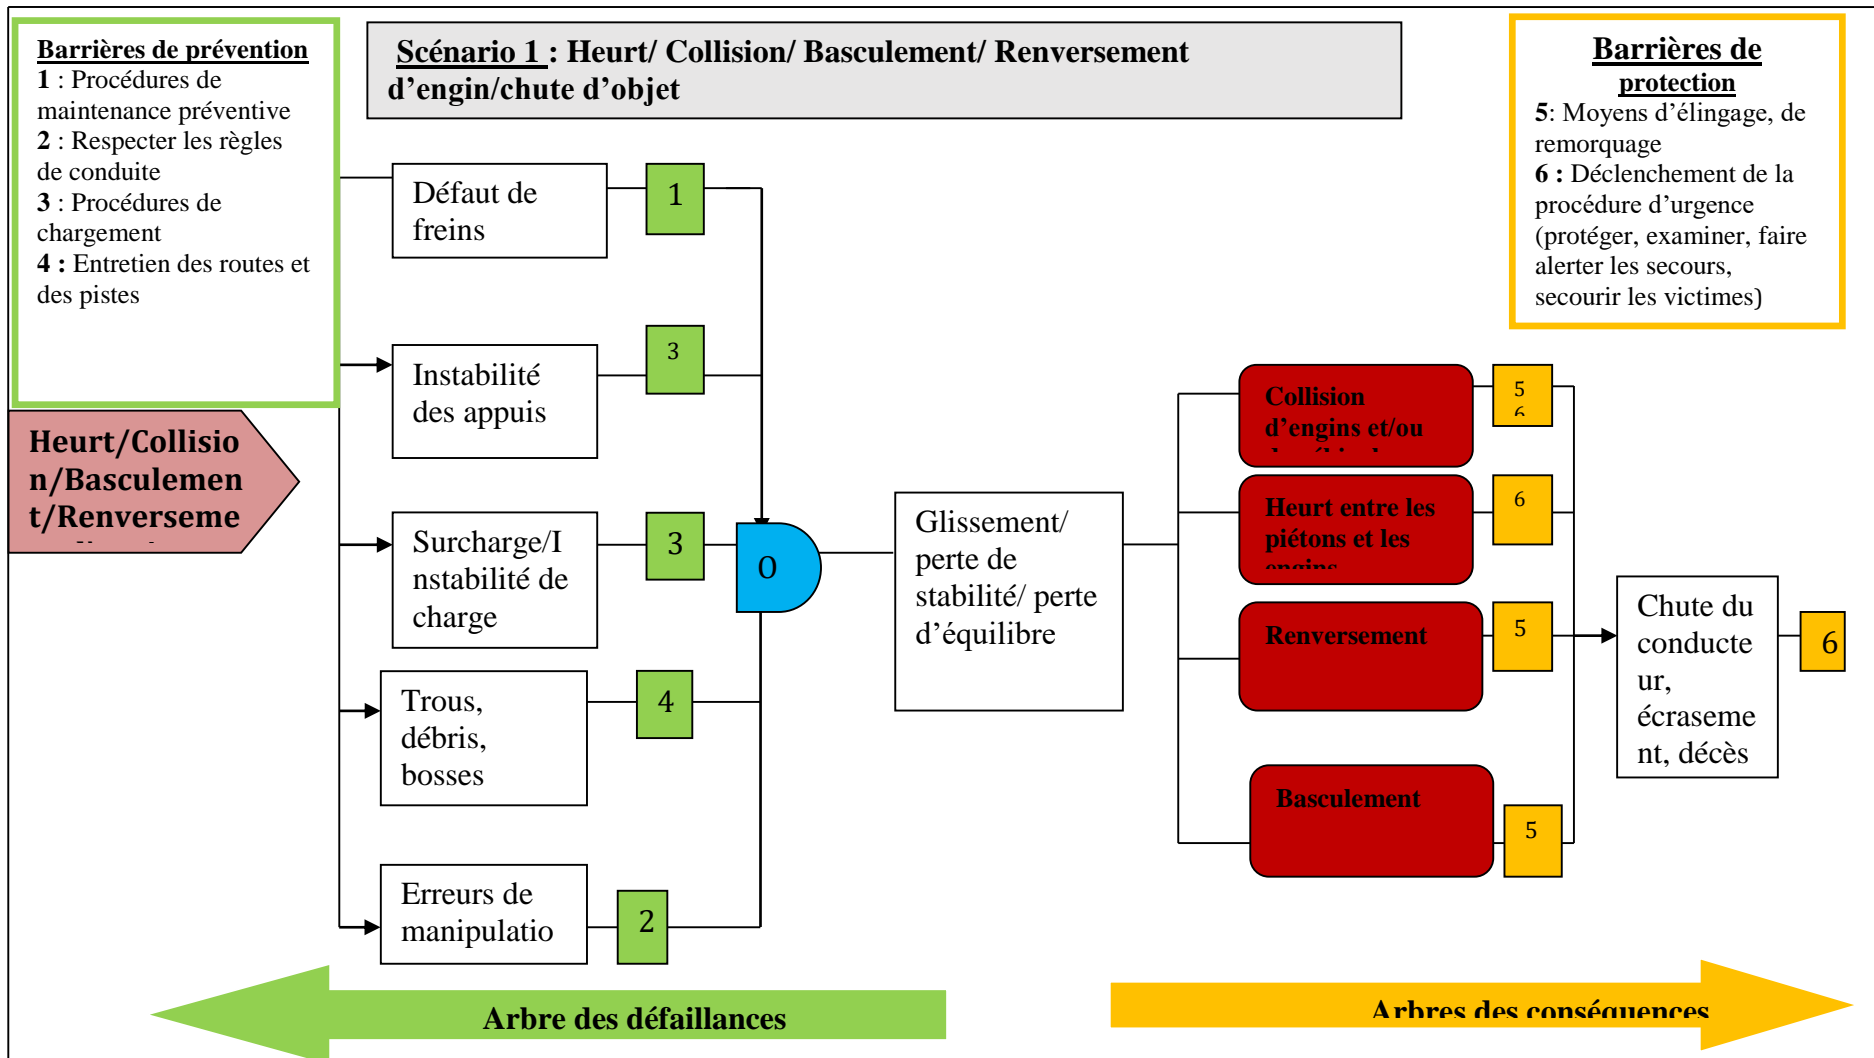 Barrières de prévention
1 : Procédures de
maintenance préventive
2 : Respecter les règles
de conduite
3 : Procédures de
chargement
4 : Entretien des routes et
des pistes
Scénario 1 : Heurt/ Collision/ Basculement/ Renversement
d’engin/chute d’objet
Barrières de
protection
5: Moyens d’élingage, de
remorquage
6 : Déclenchement de la
procédure d’urgence
(protéger, examiner, faire
alerter les secours,
secourir les victimes)
Heurt/Collisio
n/Basculemen
t/Renverseme
Défaut de
freins
1
Instabilité
des appuis
3
Surcharge/I
nstabilité de
charge
3
Trous,
débris,
bosses
4
Erreurs de
manipulatio
2
O
Glissement/
perte de
stabilité/ perte
d’équilibre
Collision
d’engins et/ou
5
6
Heurt entre les
piétons et les
engins
6
Renversement
5
Basculement
5
Chute du
conducte
ur,
écraseme
nt, décès
6
Arbre des défaillances
Arbres des conséquences